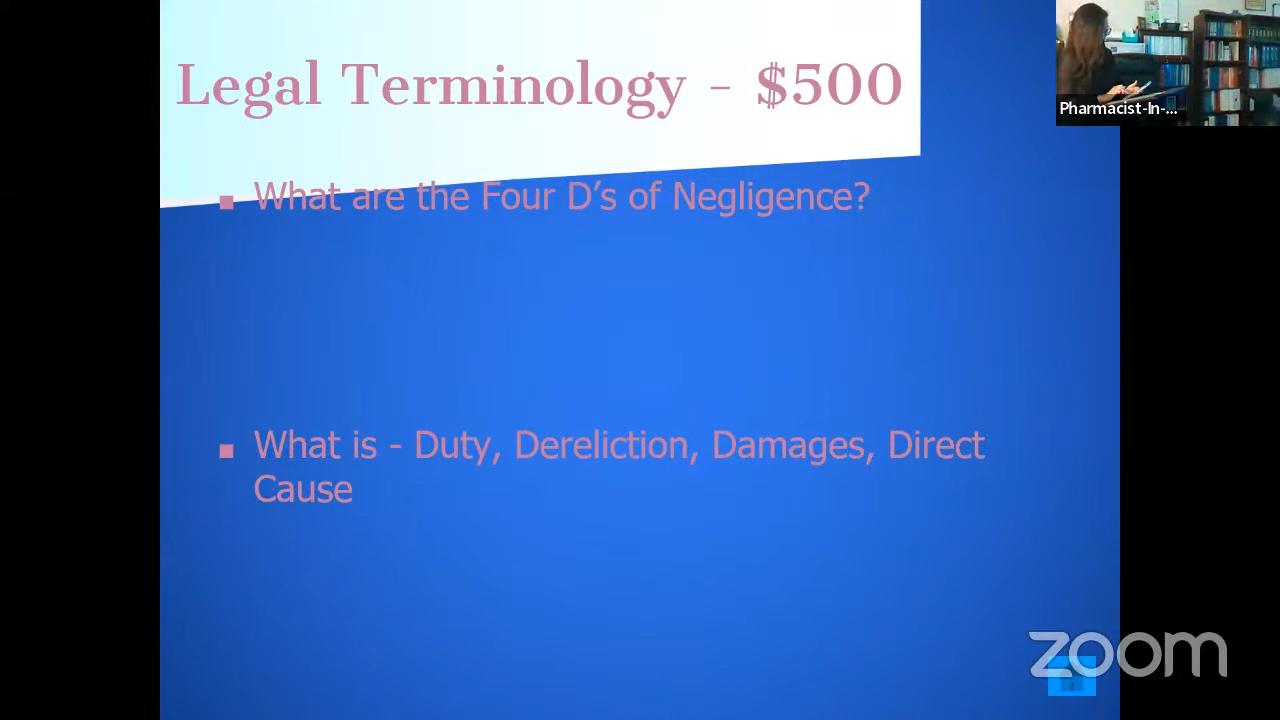 Legal Terminology - $500
Pharmacist-In-...
■ What are the Four D’s of Negligence?
■ What is - Duty, Dereliction, Damages, Direct
Cause
zoom